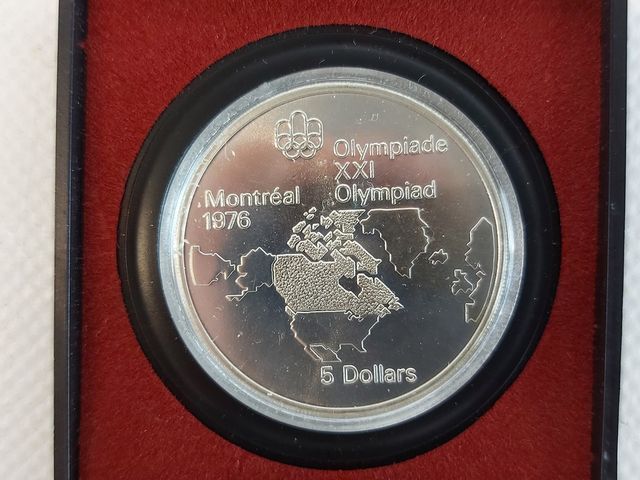 Olympiade
XXI
Olympiad
Montréal
1976
5 Dollars